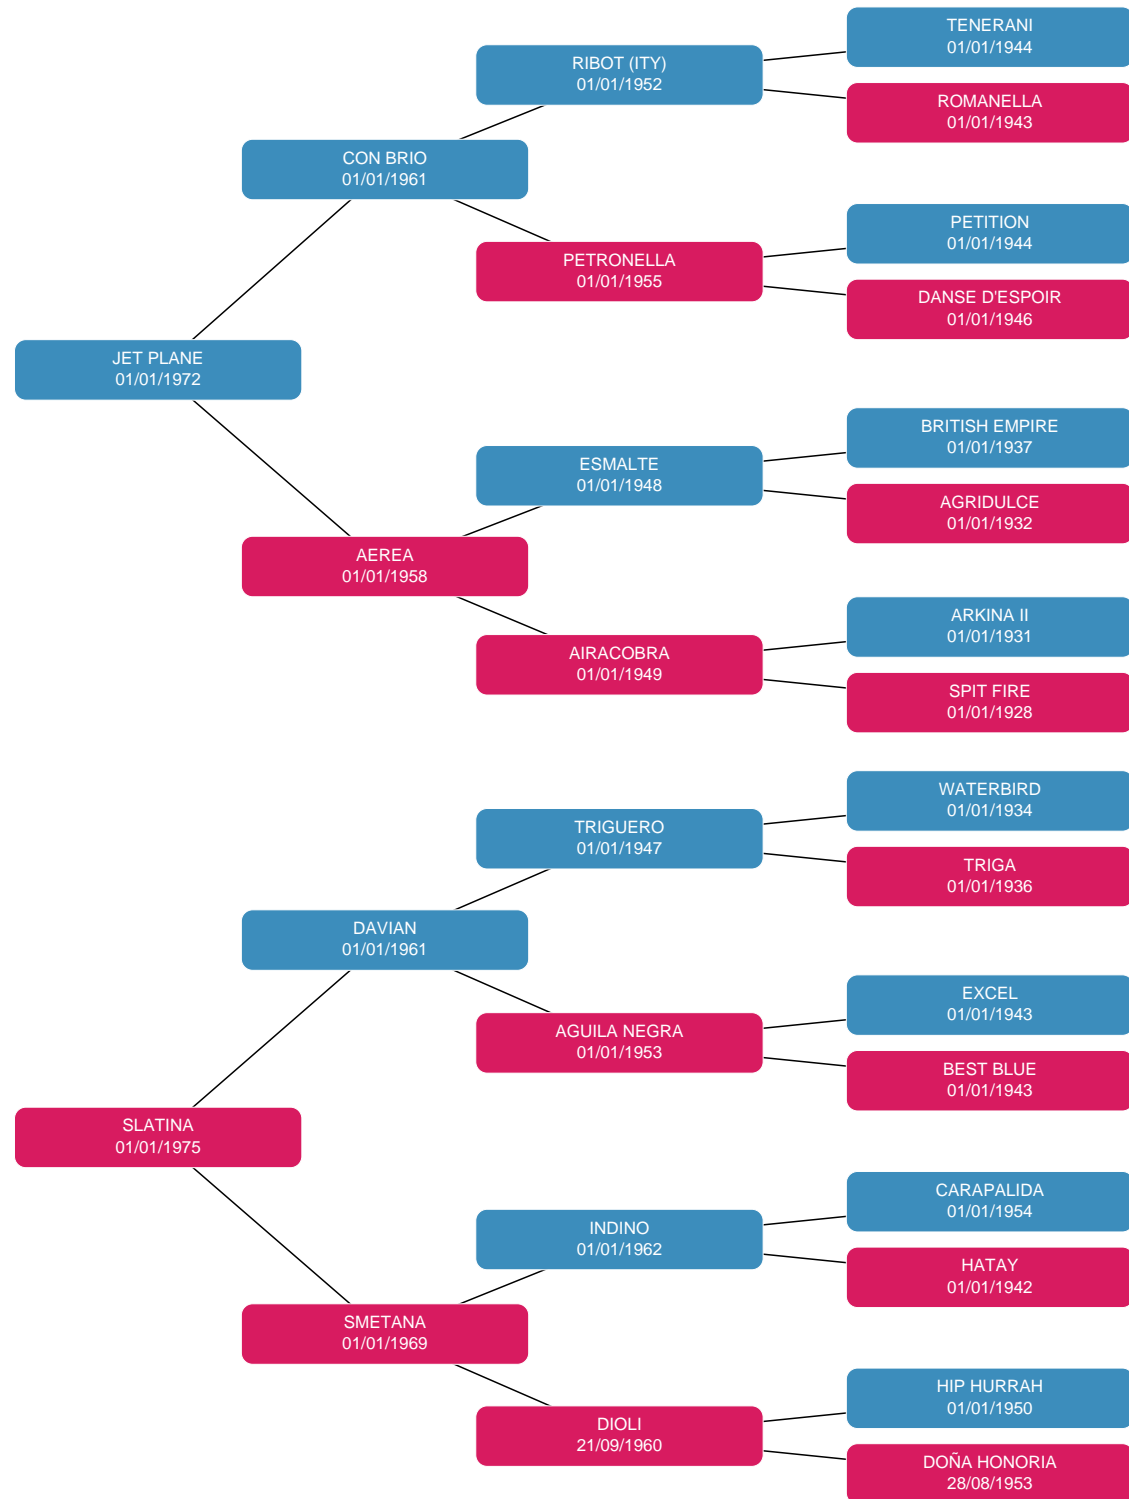 TENERANI
01/01/1944
RIBOT (ITY)
01/01/1952
ROMANELLA
01/01/1943
CON BRIO
01/01/1961
PETITION
01/01/1944
PETRONELLA
01/01/1955
DANSE D'ESPOIR
01/01/1946
JET PLANE
01/01/1972
BRITISH EMPIRE
01/01/1937
ESMALTE
01/01/1948
AGRIDULCE
01/01/1932
AEREA
01/01/1958
ARKINA II
01/01/1931
AIRACOBRA
01/01/1949
SPIT FIRE
01/01/1928
WATERBIRD
01/01/1934
TRIGUERO
01/01/1947
TRIGA
01/01/1936
DAVIAN
01/01/1961
EXCEL
01/01/1943
AGUILA NEGRA
01/01/1953
BEST BLUE
01/01/1943
SLATINA
01/01/1975
CARAPALIDA
01/01/1954
INDINO
01/01/1962
HATAY
01/01/1942
SMETANA
01/01/1969
HIP HURRAH
01/01/1950
DIOLI
21/09/1960
DOÑA HONORIA
28/08/1953